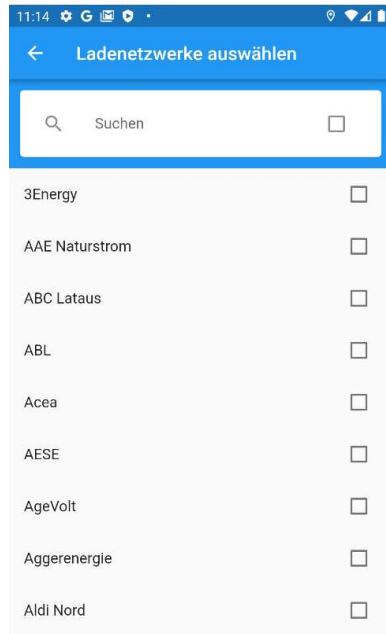 11:14 G
Ladenetzwerke auswählen
Suchen
3Energy
AAE Naturstrom
ABC Lataus
ABL
Acea
AESE
AgeVolt
Aggerenergie
Aldi Nord